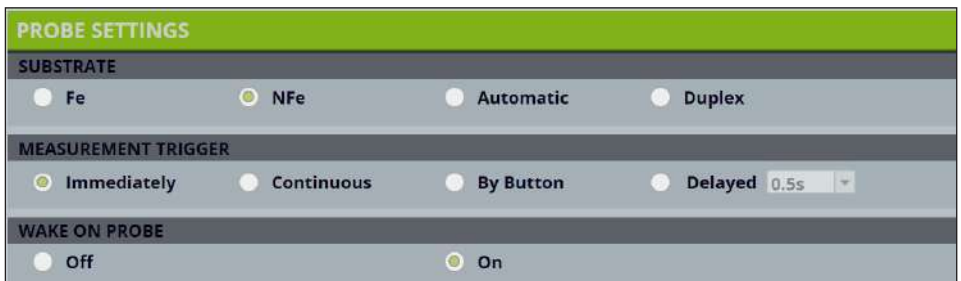 PROBE SETTINGS
SUBSTRATE
Fe NFe Automatic Duplex
MEASUREMENT TRIGGER
Immediately Continuous By Button Delayed 0.5s
WAKE ON PROBE
Off On